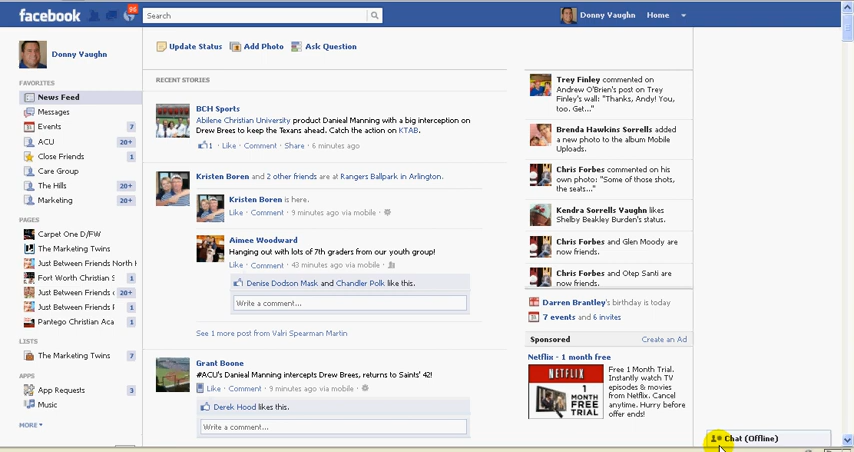 facebook
96
Search
Donny Vaughn
Home
Donny Vaughn
FAVORITES
News Feed
Messages
Events 7
ACU 20+
Close Friends 1
Care Group
The Hills 20+
Marketing 20+
PAGES
Carpet One D/FW
The Marketing Twins
Just Between Friends North H
Fort Worth Christian S 1
Just Between Friends 20+
Just Between Friends 1
Pantego Christian Aca 1
LISTS
The Marketing Twins 7
APPS
App Requests 3
Music
MORE
Update Status Add Photo Ask Question
RECENT STORIES
BCH Sports
Abilene Christian University product Danieal Manning with a big interception on
Drew Brees to keep the Texans ahead. Catch the action on KTAB.
1 · Like · Comment · Share · 6 minutes ago
Kristen Boren and 2 other friends are at Rangers Ballpark in Arlington.
Kristen Boren is here.
Like · Comment · 9 minutes ago via mobile ·
Aimee Woodward
Hanging out with lots of 7th graders from our youth group!
Like · Comment · 43 minutes ago via mobile ·
Denise Dodson Mask and Chandler Polk like this.
Write a comment...
See 1 more post from Valri Spearman Martin
Grant Boone
#ACU's Danieal Manning intercepts Drew Brees, returns to Saints' 42!
Like · Comment · 9 minutes ago via mobile ·
Derek Hood likes this.
Write a comment...
Trey Finley commented on
Andrew O'Brien's post on Trey
Finley's wall: "Thanks, Andy! You,
too. Get..."
Brenda Hawkins Sorrells added
a new photo to the album Mobile
Uploads.
Chris Forbes commented on his
own photo: "Some of those shots,
the seats..."
Kendra Sorrells Vaughn likes
Shelby Beakley Burden's status.
Chris Forbes and Glen Moody are
now friends.
Chris Forbes and Otep Santi are
now friends.
Darren Brantley's birthday is today
7 events and 6 invites
Sponsored Create an Ad
Netflix - 1 month free
NETFLIX
1
MONTH
FREE
TRIAL
Free 1 Month Trial.
Instantly watch TV
episodes & movies
from Netflix. Cancel
anytime. Hurry before
offer ends!
Chat (Offline)